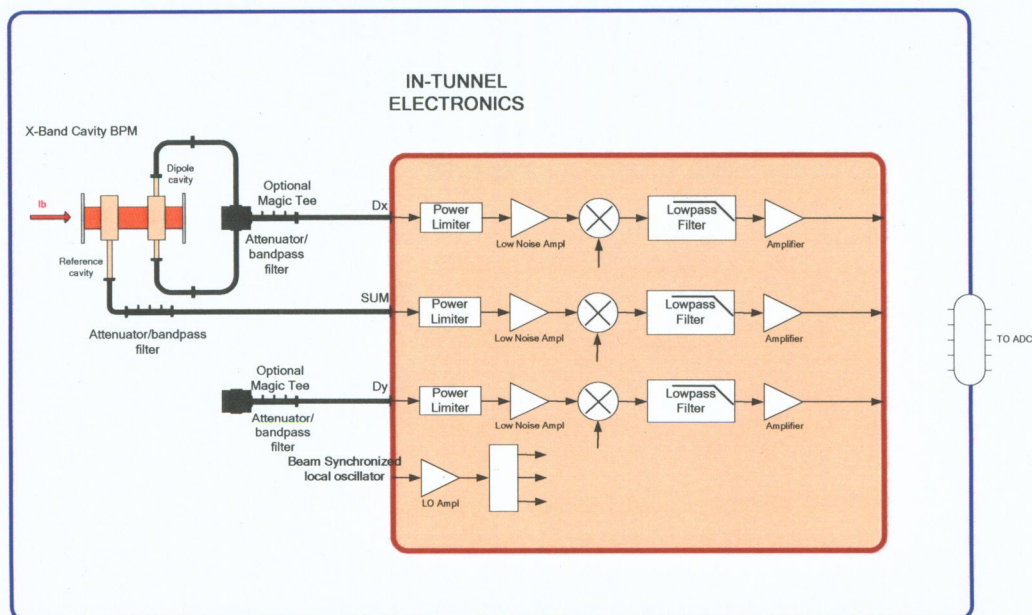 IN-TUNNEL
ELECTRONICS
X-Band Cavity BPM
Dipole
cavity
Ib
Optional
Magic Tee
Dx
Attenuator/
bandpass
filter
Reference
cavity
Power
Limiter
Low Noise Ampl
Lowpass
Filter
Amplifier
SUM
Attenuator/bandpass
filter
Power
Limiter
Low Noise Ampl
Lowpass
Filter
Amplifier
TO ADC
Optional
Magic Tee
Dy
Attenuator/
bandpass
filter
Power
Limiter
Low Noise Ampl
Lowpass
Filter
Amplifier
Beam Synchronized
local oscillator
LO Ampl